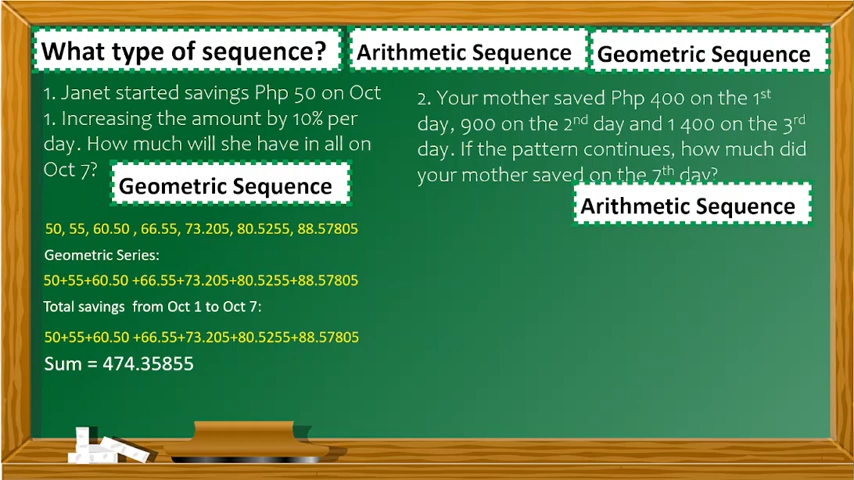 What type of sequence?
Arithmetic Sequence
Geometric Sequence
1. Janet started savings Php 50 on Oct
1. Increasing the amount by 10% per
day. How much will she have in all on
Oct 7?
Geometric Sequence
50, 55, 60.50 , 66.55, 73.205, 80.5255, 88.57805
Geometric Series:
50+55+60.50 +66.55+73.205+80.5255+88.57805
Total savings from Oct 1 to Oct 7:
50+55+60.50 +66.55+73.205+80.5255+88.57805
Sum = 474.35855
2. Your mother saved Php 400 on the 1st
day, 900 on the 2nd day and 1 400 on the 3rd
day. If the pattern continues, how much did
your mother saved on the 7th day?
Arithmetic Sequence